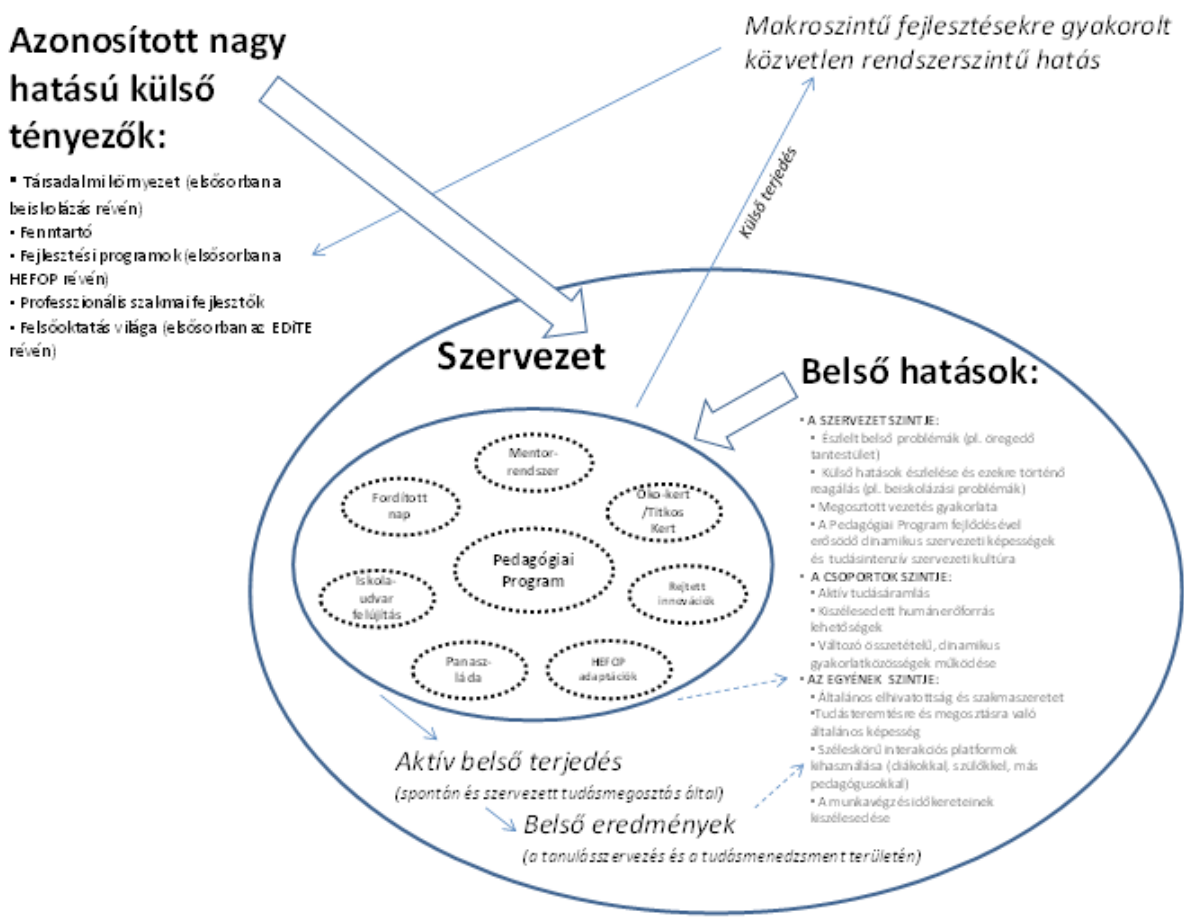 Azonosított nagy
hatású külső
tényezők:
▪ Társadalmi környezet (elsősorban a
beiskolázás révén)
• Fenntartó
• Fejlesztési programok (elsősorban a
HEFOP révén)
• Professzionális szakmai fejlesztők
• Felsőoktatás világa (elsősorban az EDiTE
révén)
Makroszintű fejlesztésekre gyakorolt
közvetlen rendszerszintű hatás
Külső terjedés
Szervezet
Mentor-
rendszer
Fordított
nap
Öko-kert
/Titkos
Kert
Pedagógiai
Program
Iskola-
udvar
felújítás
Rejtett
innovációk
Panasz-
láda
HEFOP
adaptációk
Belső hatások:
• A SZERVEZET SZINTJE:
• Észlelt belső problémák (pl. öregedő
tantestület)
• Külső hatások észlelése és ezekre történő
reagálás (pl. beiskolázási problémák)
• Megosztott vezetés gyakorlata
• A Pedagógiai Program fejlődésével
erősödő dinamikus szervezeti képességek
és tudásintenzív szervezeti kultúra
• A CSOPORTOK SZINTJE:
• Aktív tudásáramlás
• Kiszélesedett humánerőforrás
lehetőségek
• Változó összetételű, dinamikus
gyakorlatközösségek működése
• AZ EGYÉNEK SZINTJE:
• Általános elhivatottság és szakmaszeretet
•Tudásteremtésre és megosztásra való
általános képesség
• Széleskörű interakciós platformok
kihasználása (diákokkal, szülőkkel, más
pedagógusokkal)
• A munkavégzés időkereteinek
kiszélesedése
Aktív belső terjedés
(spontán és szervezett tudásmegosztás által)
Belső eredmények
(a tanulásszervezés és a tudásmenedzsment területén)